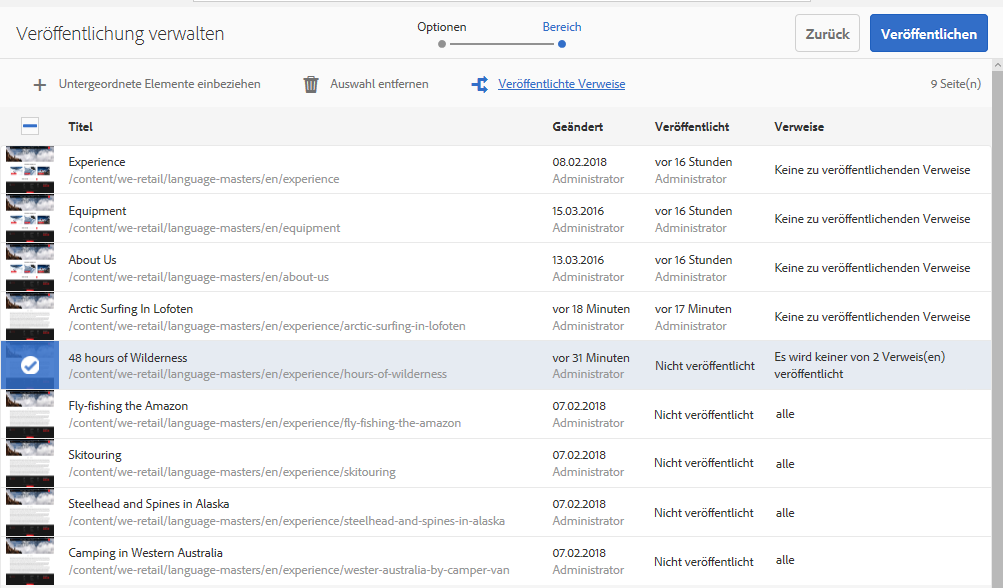 Veröffentlichung verwalten
Optionen
Bereich
Zurück
Veröffentlichen
Untergeordnete Elemente einbeziehen
Auswahl entfernen
Veröffentlichte Verweise
9 Seite(n)
Titel Geändert Veröffentlicht Verweise
Experience 08.02.2018 vor 16 Stunden Keine zu veröffentlichenden Verweise
/content/we-retail/language-masters/en/experience Administrator Administrator
Equipment 15.03.2016 vor 16 Stunden Keine zu veröffentlichenden Verweise
/content/we-retail/language-masters/en/equipment Administrator Administrator
About Us 13.03.2016 vor 16 Stunden Keine zu veröffentlichenden Verweise
/content/we-retail/language-masters/en/about-us Administrator Administrator
Arctic Surfing In Lofoten vor 18 Minuten vor 17 Minuten Keine zu veröffentlichenden Verweise
/content/we-retail/language-masters/en/experience/arctic-surfing-in-lofoten Administrator Administrator
48 hours of Wilderness vor 31 Minuten Nicht veröffentlicht Es wird keiner von 2 Verweis(en)
/content/we-retail/language-masters/en/experience/hours-of-wilderness Administrator veröffentlicht
Fly-fishing the Amazon 07.02.2018 Nicht veröffentlicht alle
/content/we-retail/language-masters/en/experience/fly-fishing-the-amazon Administrator
Skitouring 07.02.2018 Nicht veröffentlicht alle
/content/we-retail/language-masters/en/experience/skitouring Administrator
Steelhead and Spines in Alaska 07.02.2018 Nicht veröffentlicht alle
/content/we-retail/language-masters/en/experience/steelhead-and-spines-in-alaska Administrator
Camping in Western Australia 07.02.2018 Nicht veröffentlicht alle
/content/we-retail/language-masters/en/experience/wester-australia-by-camper-van Administrator